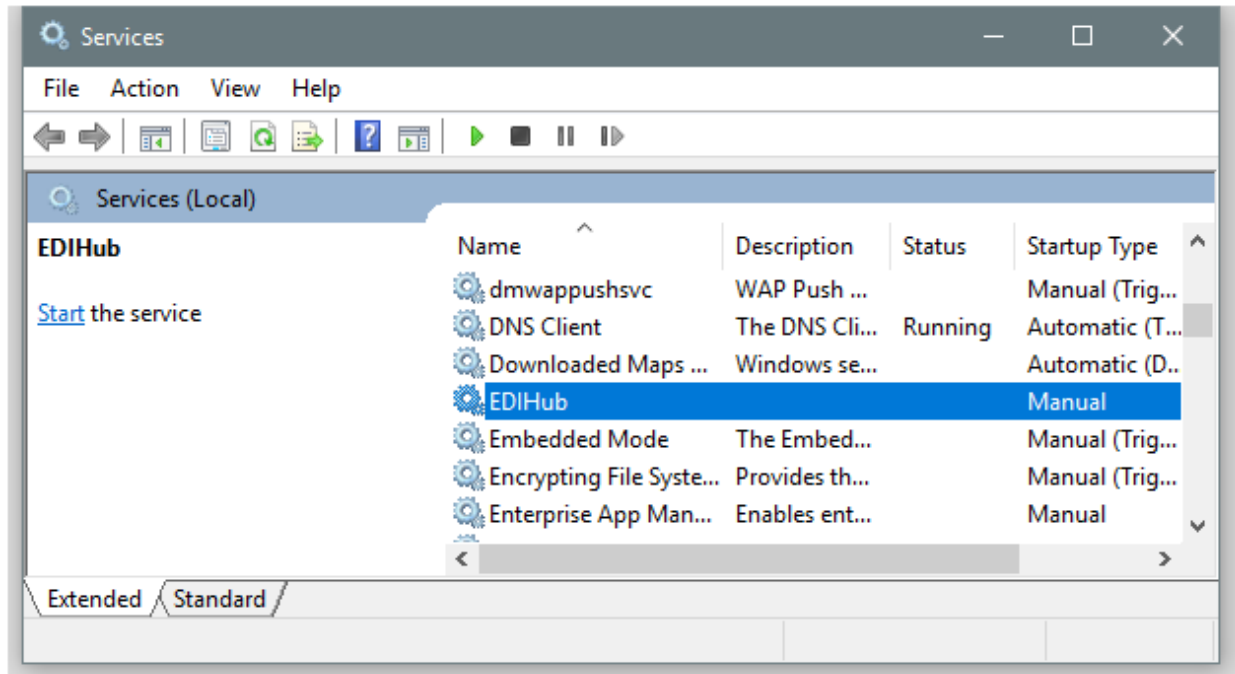 Services
File Action View Help
Services (Local)
EDIHub
Start the service
Name Description Status Startup Type
dmwappushsvc WAP Push ... Manual (Trig...
DNS Client The DNS Cli... Running Automatic (T...
Downloaded Maps ... Windows se... Automatic (D...
EDIHub Manual
Embedded Mode The Embed... Manual (Trig...
Encrypting File Syste... Provides th... Manual (Trig...
Enterprise App Man... Enables ent... Manual
Extended Standard